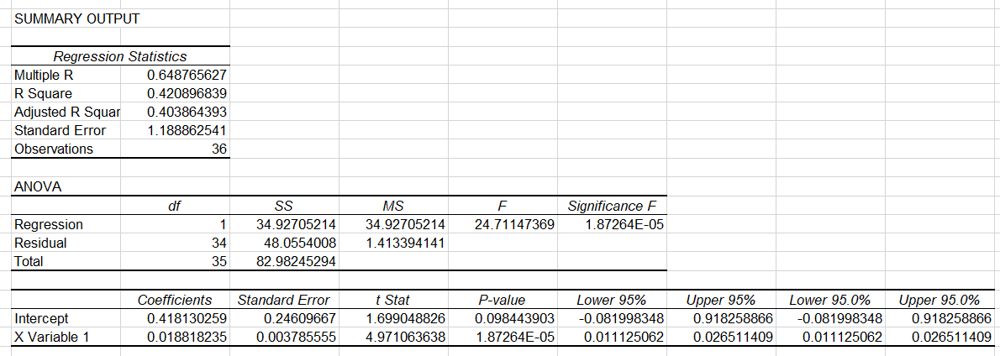 SUMMARY OUTPUT
Regression Statistics
Multiple R 0.648765627
R Square 0.420896839
Adjusted R Squar 0.403864393
Standard Error 1.188862541
Observations 36
ANOVA
df SS MS F Significance F
Regression 1 34.92705214 34.92705214 24.71147369 1.87264E-05
Residual 34 48.0554008 1.413394141
Total 35 82.98245294
Coefficients Standard Error t Stat P-value Lower 95% Upper 95% Lower 95.0% Upper 95.0%
Intercept 0.418130259 0.24609667 1.699048826 0.098443903 -0.081998348 0.918258866 -0.081998348 0.918258866
X Variable 1 0.018818235 0.003785555 4.971063638 1.87264E-05 0.011125062 0.026511409 0.011125062 0.026511409